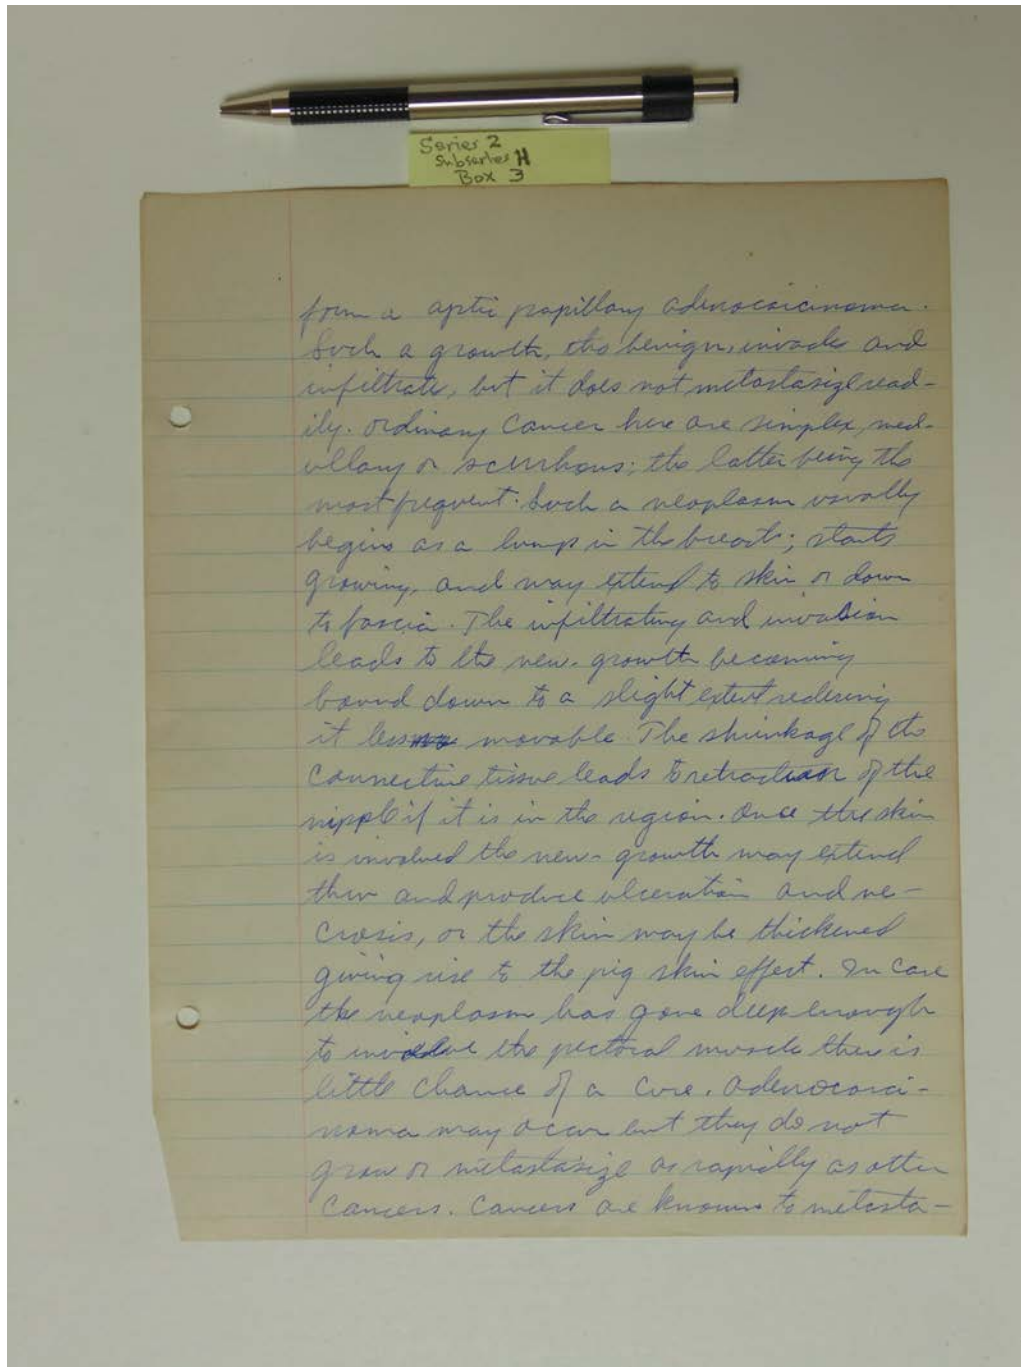 Series 2
Subseries H
Box 3
form a papillary adenocarcinoma.
Such a growth, tho benign, invades and
infiltrate, but it does not metastasize read-
ily. Ordinary Cancer here are simplex, med-
ullary or scirrhous; the latter being the
most frequent. Such a neoplasm usually
begins as a lump in the breast; starts
growing, and may extend to skin or down
to fascia. The infiltrating and invasion
leads to the new-growth becoming
bound down to a slight extent redering
it less movable. The shrinkage of the
connective tissue leads to retraction of the
nipple if it is in the region. Once the skin
is involved the new-growth may extend
thru and produce ulceration and ne-
crosis, or the skin may be thickened
giving rise to the pig skin effect. In case
the neoplasm has gone deep enough
to involve the pectoral muscle there is
little chance of a cure. Adenocarci-
noma may occur but they do not
grow or metastasize as rapidly as other
cancers. Cancers are known to metasta-